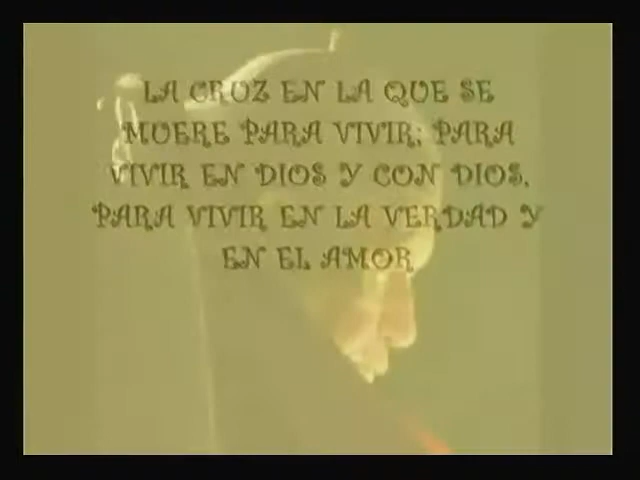 LA CRUZ EN LA QUE SE
MUERE PARA VIVIR; PARA
VIVIR EN DIOS Y CON DIOS,
PARA VIVIR EN LA VERDAD Y
EN EL AMOR